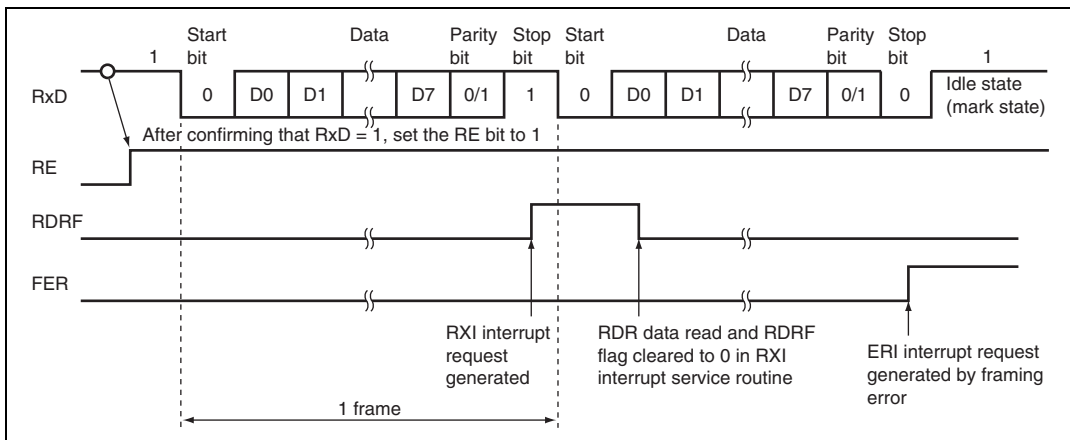 Start Data Parity Stop Start Data Parity Stop
1 bit bit bit bit bit bit 1
RxD 0 D0 D1 D7 0/1 1 0 D0 D1 D7 0/1 0 Idle state
(mark state)
After confirming that RxD = 1, set the RE bit to 1
RE
RDRF
FER
RXI interrupt
request
generated
RDR data read and RDRF
flag cleared to 0 in RXI
interrupt service routine
ERI interrupt request
generated by framing
error
1 frame